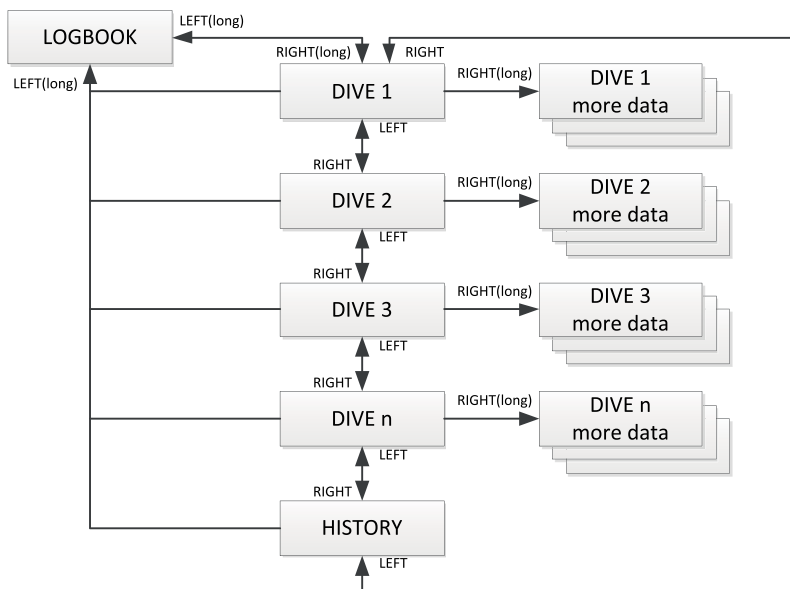 LEFT(long)
LOGBOOK
RIGHT(long)
RIGHT
LEFT(long)
RIGHT(long)
DIVE 1
DIVE 1
more data
LEFT
RIGHT
RIGHT(long)
DIVE 2
DIVE 2
more data
LEFT
RIGHT
RIGHT(long)
DIVE 3
DIVE 3
more data
LEFT
RIGHT
RIGHT(long)
DIVE n
DIVE n
more data
LEFT
RIGHT
HISTORY
LEFT